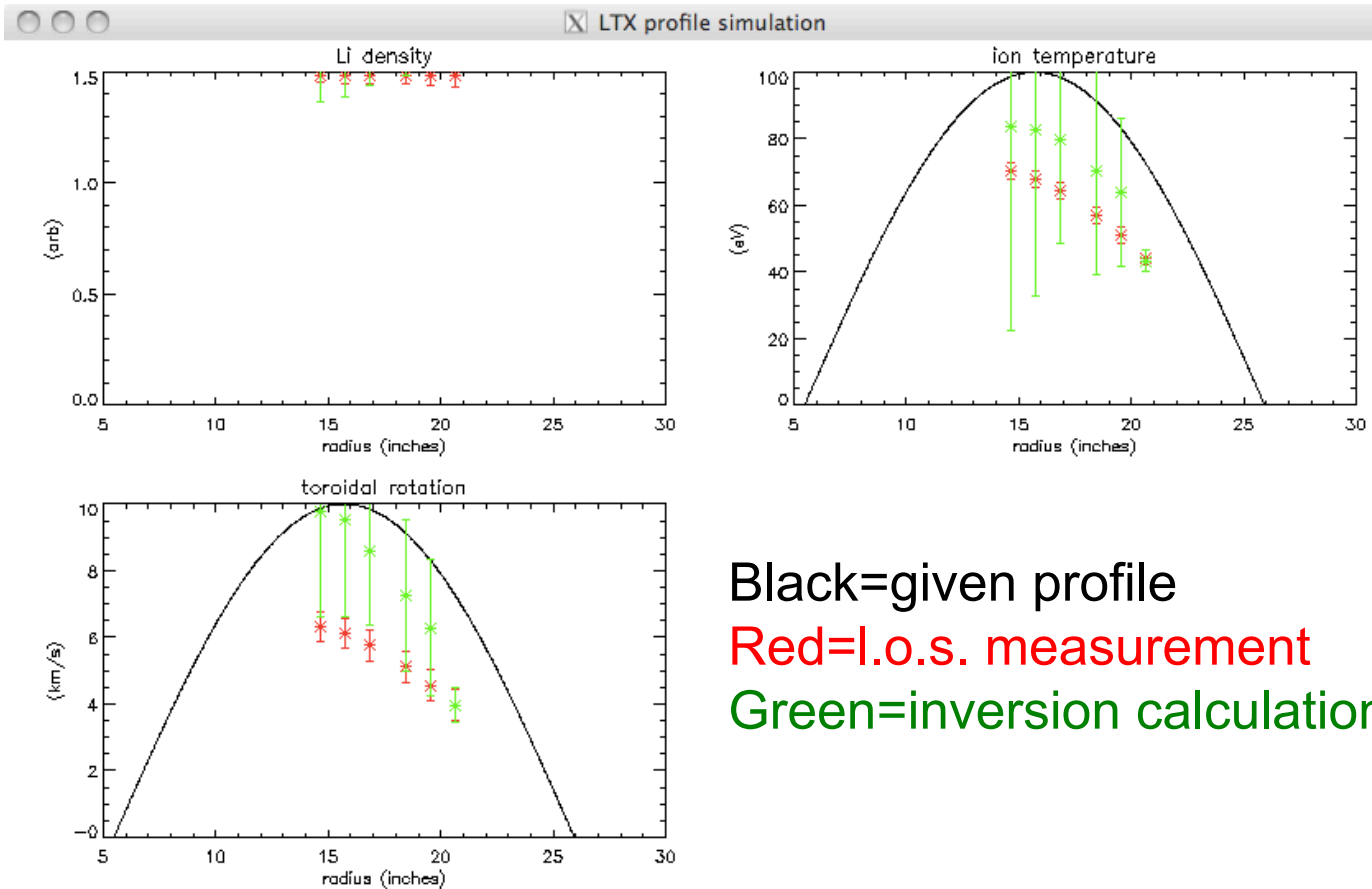 LTX profile simulation
Li density
1.5
1.0
0.5
0.0
(arb)
5 10 15 20 25 30
radius (inches)
ion temperature
100
80
60
40
20
0
(eV)
5 10 15 20 25 30
radius (inches)
toroidal rotation
10
8
6
4
2
-0
(km/s)
5 10 15 20 25 30
radius (inches)
Black=given profile
Red=l.o.s. measurement
Green=inversion calculation